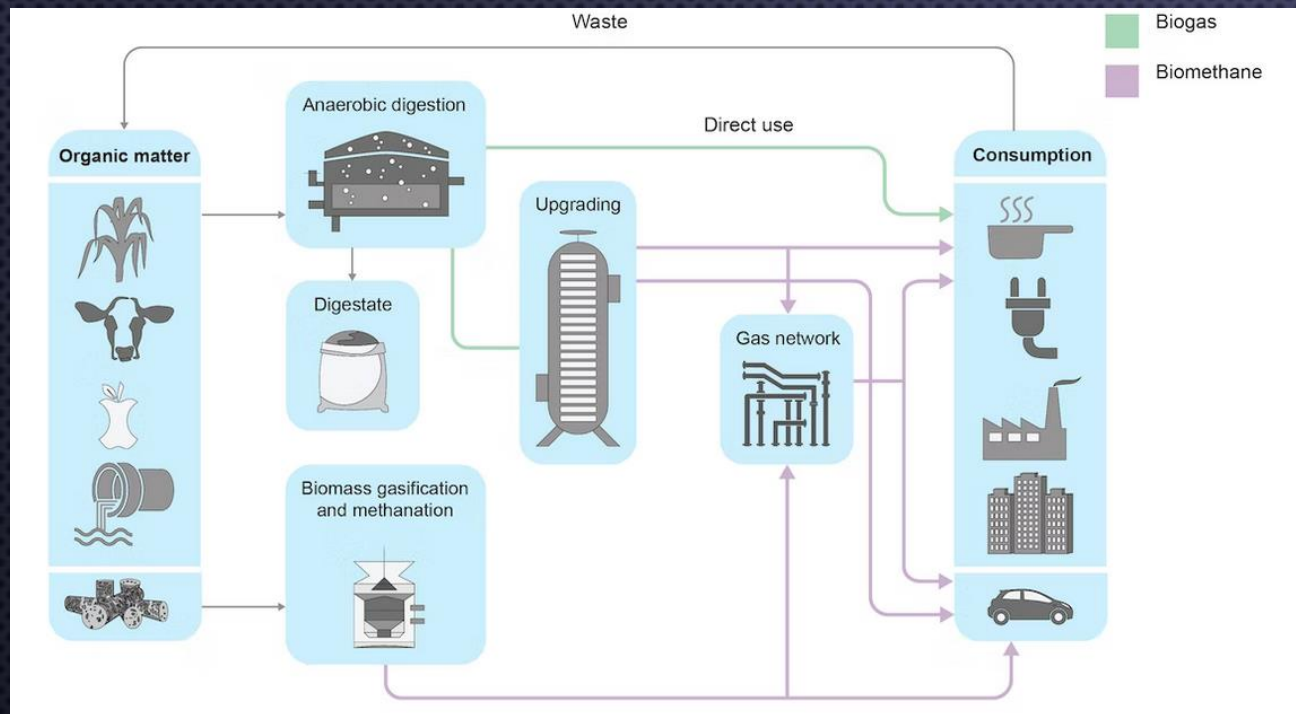 Waste
Biogas
Biomethane
Anaerobic digestion
Direct use
Organic matter
Consumption
Upgrading
Digestate
Gas network
Biomass gasification
and methanation